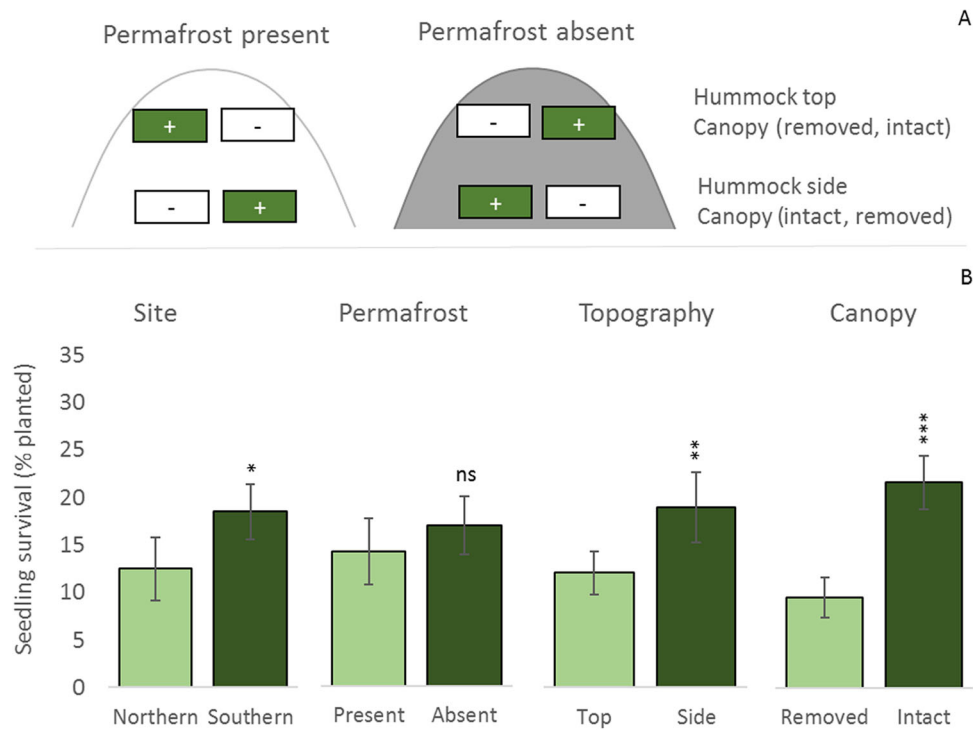 A
Permafrost present
Permafrost absent
+
-
-
+
Hummock top
Canopy (removed, intact)
-
+
+
-
Hummock side
Canopy (intact, removed)
B
Site
Permafrost
Topography
Canopy
Seedling survival (% planted)
35
30
25
20
15
10
5
0
*
ns
**
***
Northern
Southern
Present
Absent
Top
Side
Removed
Intact